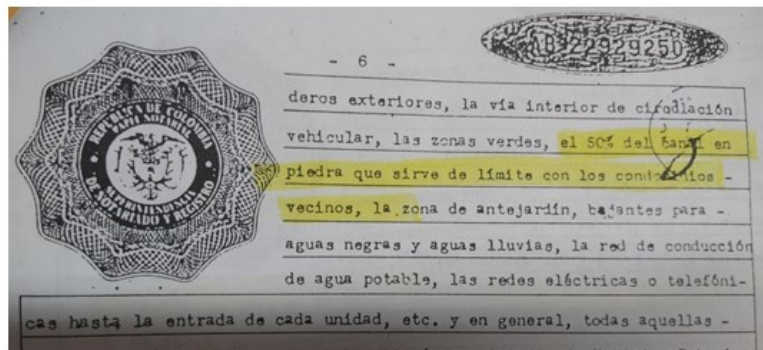 AB22929250
- 6 -
REPUBLICA DE COLOMBIA
PAPEL NOTARIAL
SUPERINTENDENCIA
DE NOTARIADO Y REGISTRO
deros exteriores, la vía interior de circulación
vehicular, las zonas verdes, el 50% del canal en
piedra que sirve de límite con los condominios -
vecinos, la zona de antejardín, bajantes para -
aguas negras y aguas lluvias, la red de conducción
de agua potable, las redes eléctricas o telefóni-
cas hasta la entrada de cada unidad, etc. y en general, todas aquellas -